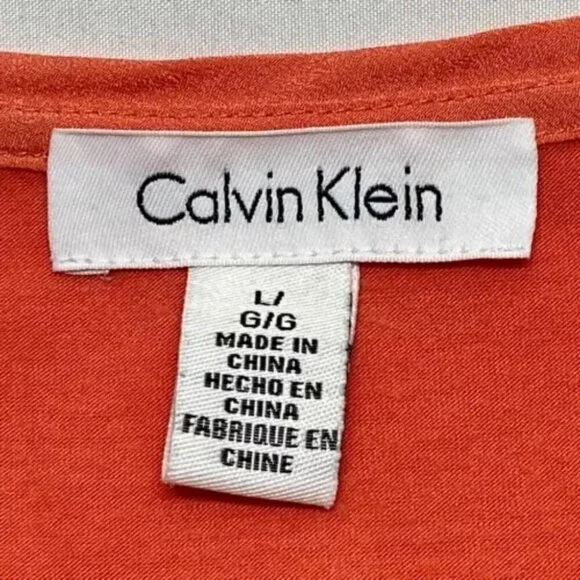 Calvin Klein
L/
G/G
MADE IN
CHINA
HECHO EN
CHINA
FABRIQUE EN
CHINE